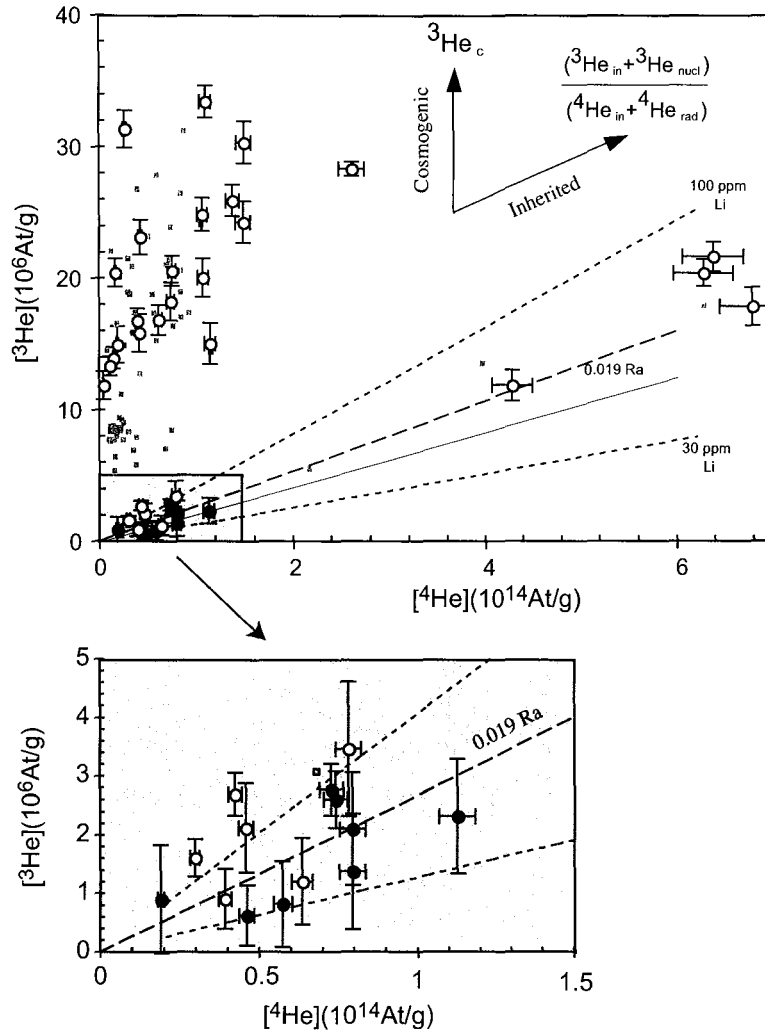 40
30
20
10
0
[³He](10⁶At/g)
³He c
Cosmogenic
Inherited
(³He in+³He nucl)
(⁴He in+⁴He rad)
100 ppm
Li
0.019 Ra
30 ppm
Li
0
2
4
6
[⁴He](10¹⁴At/g)
5
4
3
2
1
0
[³He](10⁶At/g)
0.019 Ra
0
0.5
1
1.5
[⁴He](10¹⁴At/g)